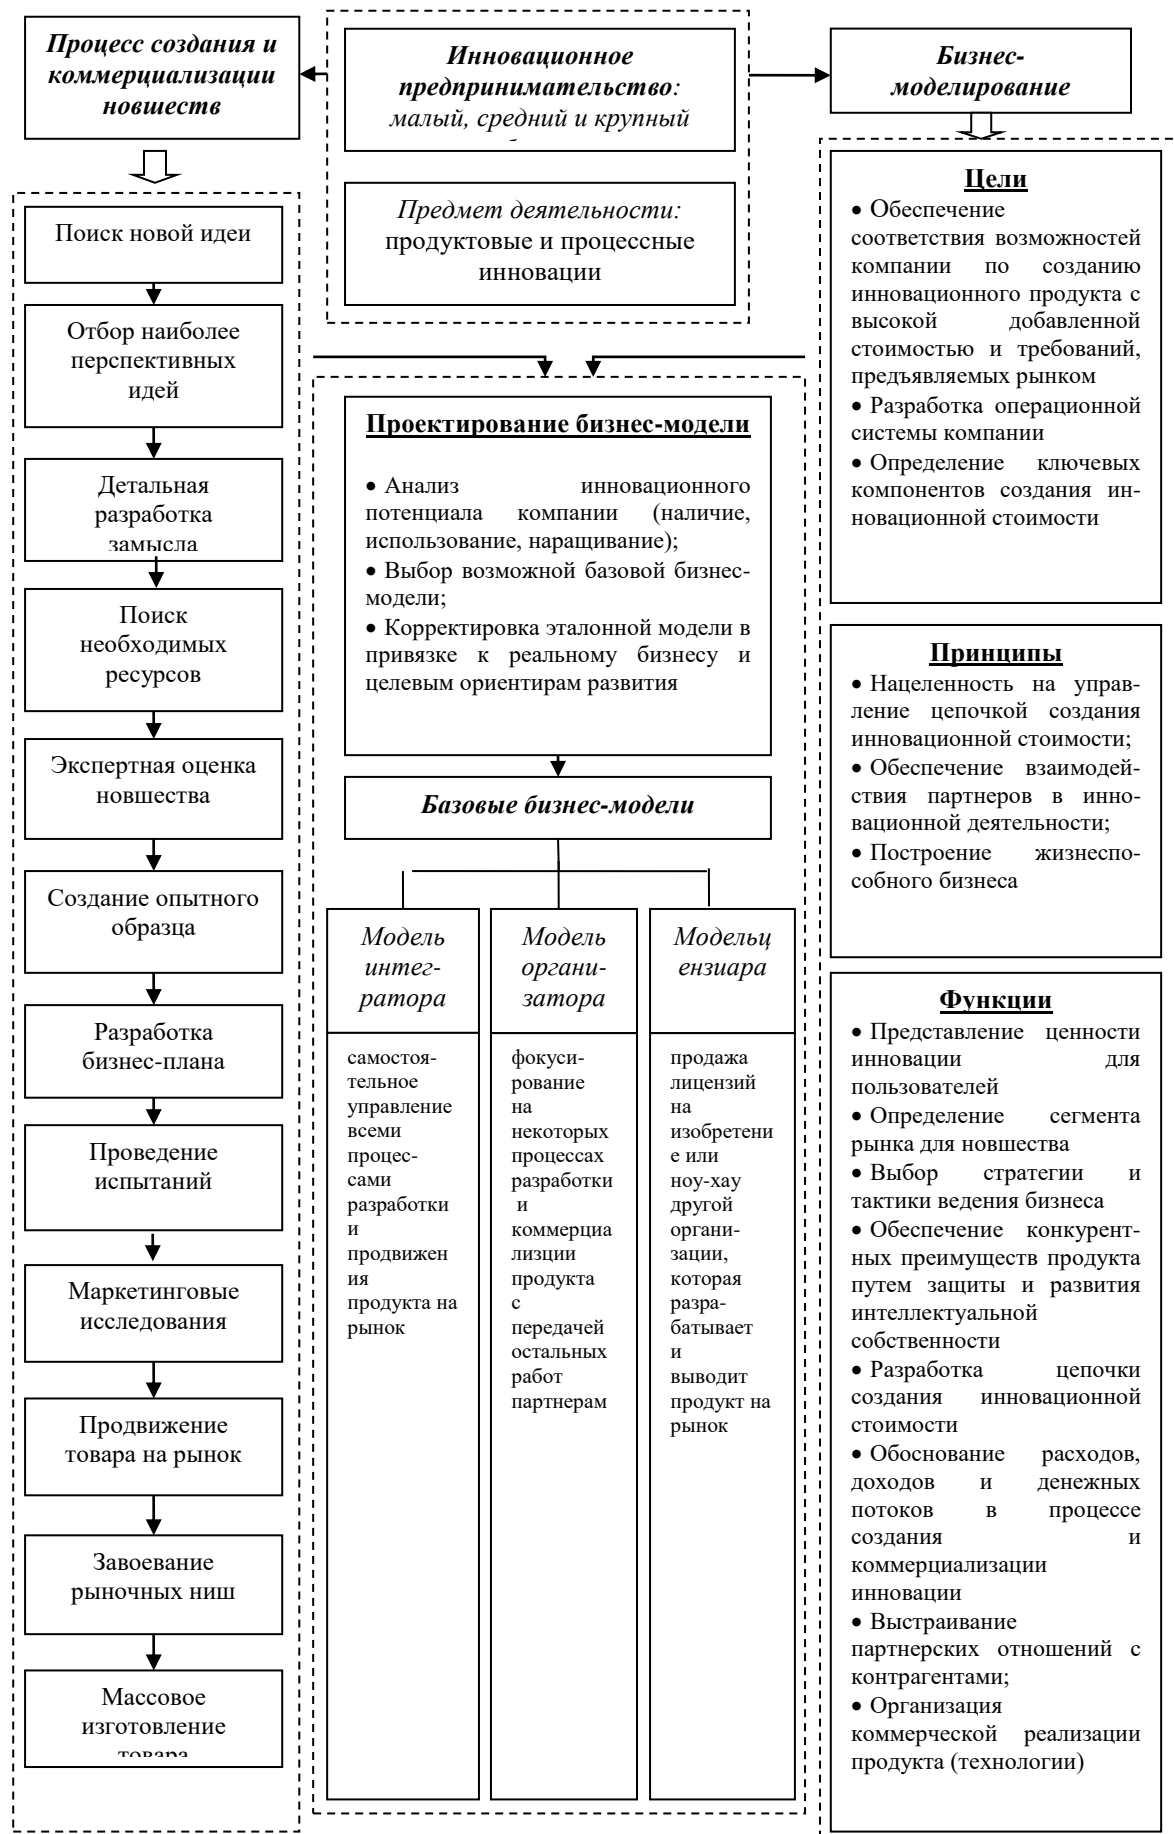 Процесс создания и
коммерциализации
новшеств
Инновационное
предпринимательство:
малый, средний и крупный
Бизнес-
моделирование
Поиск новой идеи
Отбор наиболее
перспективных
идей
Детальная
разработка
замысла
Поиск
необходимых
ресурсов
Экспертная оценка
новшества
Создание опытного
образца
Разработка
бизнес-плана
Проведение
испытаний
Маркетинговые
исследования
Продвижение
товара на рынок
Завоевание
рыночных ниш
Массовое
изготовление
товара
Предмет деятельности:
продуктовые и процессные
инновации
Проектирование бизнес-модели
• Анализ инновационного
потенциала компании (наличие,
использование, наращивание);
• Выбор возможной базовой бизнес-
модели;
• Корректировка эталонной модели в
привязке к реальному бизнесу и
целевым ориентирам развития
Базовые бизнес-модели
Модель
интег-
ратора
самостоя-
тельное
управление
всеми
процес-
сами
разработки
и
продвижен
ия
продукта на
рынок
Модель
органи-
затора
фокуси-
рование
на
некоторых
процессах
разработки
и
коммерциа
лизции
продукта
с
передачей
остальных
работ
партнерам
Модельц
ензиара
продажа
лицензий
на
изобретени
е или
ноу-хау
другой
органи-
зации,
которая
разра-
батывает
и
выводит
продукт на
рынок
Цели
• Обеспечение
соответствия возможностей
компании по созданию
инновационного продукта с
высокой добавленной
стоимостью и требований,
предъявляемых рынком
• Разработка операционной
системы компании
• Определение ключевых
компонентов создания ин-
новационной стоимости
Принципы
• Нацеленность на управ-
ление цепочкой создания
инновационной стоимости;
• Обеспечение взаимодей-
ствия партнеров в инно-
вационной деятельности;
• Построение жизнеспо-
собного бизнеса
Функции
• Представление ценности
инновации для
пользователей
• Определение сегмента
рынка для новшества
• Выбор стратегии и
тактики ведения бизнеса
• Обеспечение конкурент-
ных преимуществ продукта
путем защиты и развития
интеллектуальной
собственности
• Разработка цепочки
создания инновационной
стоимости
• Обоснование расходов,
доходов и денежных
потоков в процессе
создания и
коммерциализации
инновации
• Выстраивание
партнерских отношений с
контрагентами;
• Организация
коммерческой реализации
продукта (технологии)